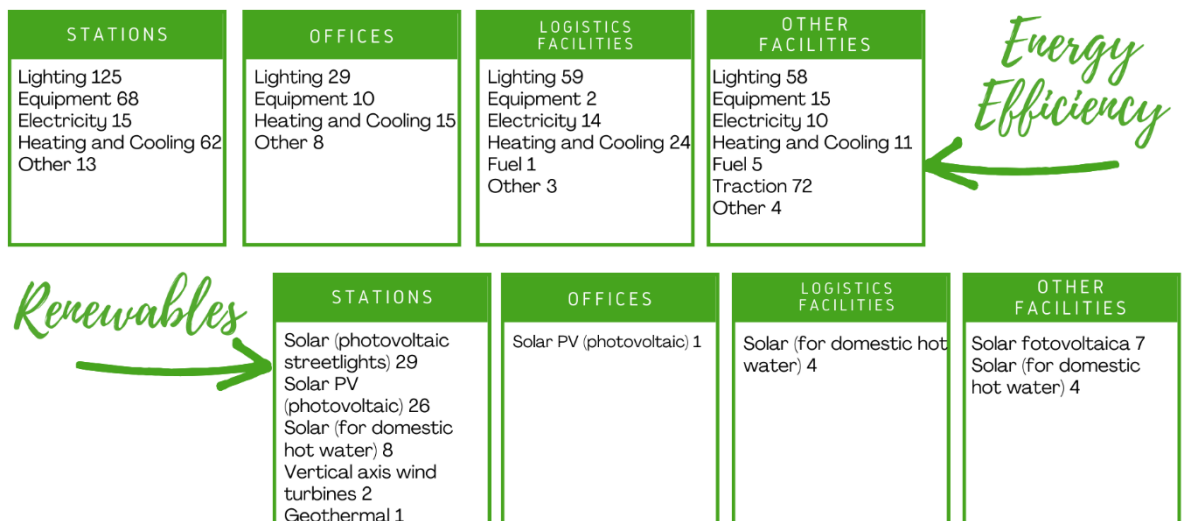 STATIONS
Lighting 125
Equipment 68
Electricity 15
Heating and Cooling 62
Other 13
OFFICES
Lighting 29
Equipment 10
Heating and Cooling 15
Other 8
LOGISTICS
FACILITIES
Lighting 59
Equipment 2
Electricity 14
Heating and Cooling 24
Fuel 1
Other 3
OTHER
FACILITIES
Lighting 58
Equipment 15
Electricity 10
Heating and Cooling 11
Fuel 5
Traction 72
Other 4
Energy
Efficiency
Renewables
STATIONS
Solar (photovoltaic
streetlights) 29
Solar PV
(photovoltaic) 26
Solar (for domestic
hot water) 8
Vertical axis wind
turbines 2
Geothermal 1
OFFICES
Solar PV (photovoltaic) 1
LOGISTICS
FACILITIES
Solar (for domestic hot
water) 4
OTHER
FACILITIES
Solar fotovoltaica 7
Solar (for domestic
hot water) 4